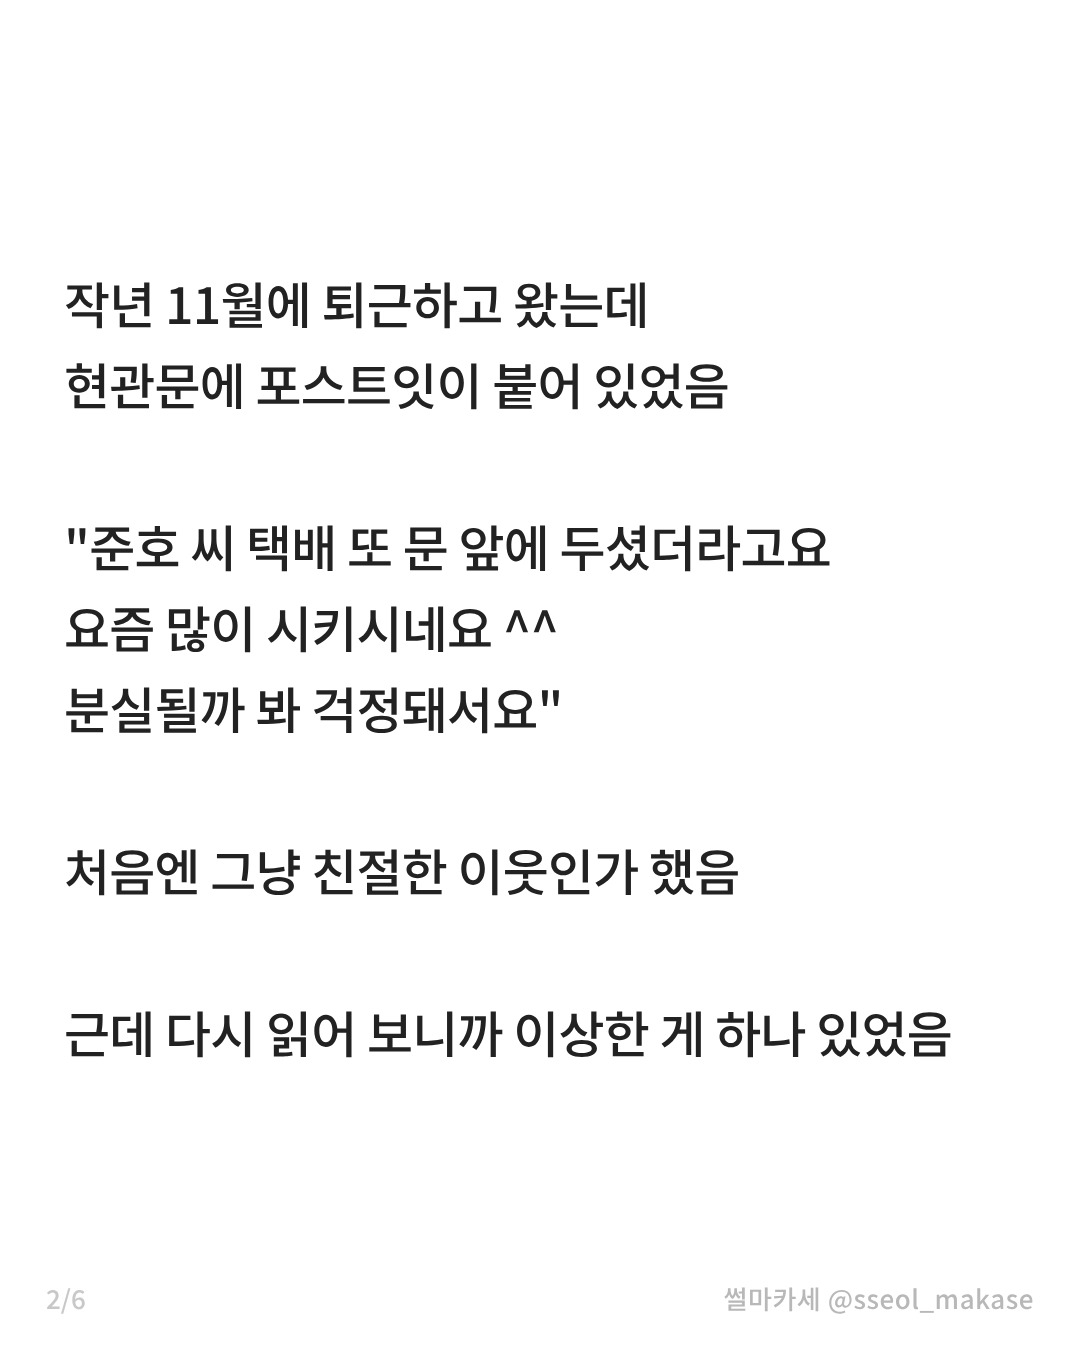 작년 11월에 퇴근하고 왔는데
현관문에 포스트잇이 붙어 있었음
"준호 씨 택배 또 문 앞에 두셨더라고요
요즘 많이 시키시네요 ^^
분실될까 봐 걱정돼서요"
처음엔 그냥 친절한 이웃인가 했음
근데 다시 읽어 보니까 이상한 게 하나 있었음
2/6
썰마카세 @sseol_makase